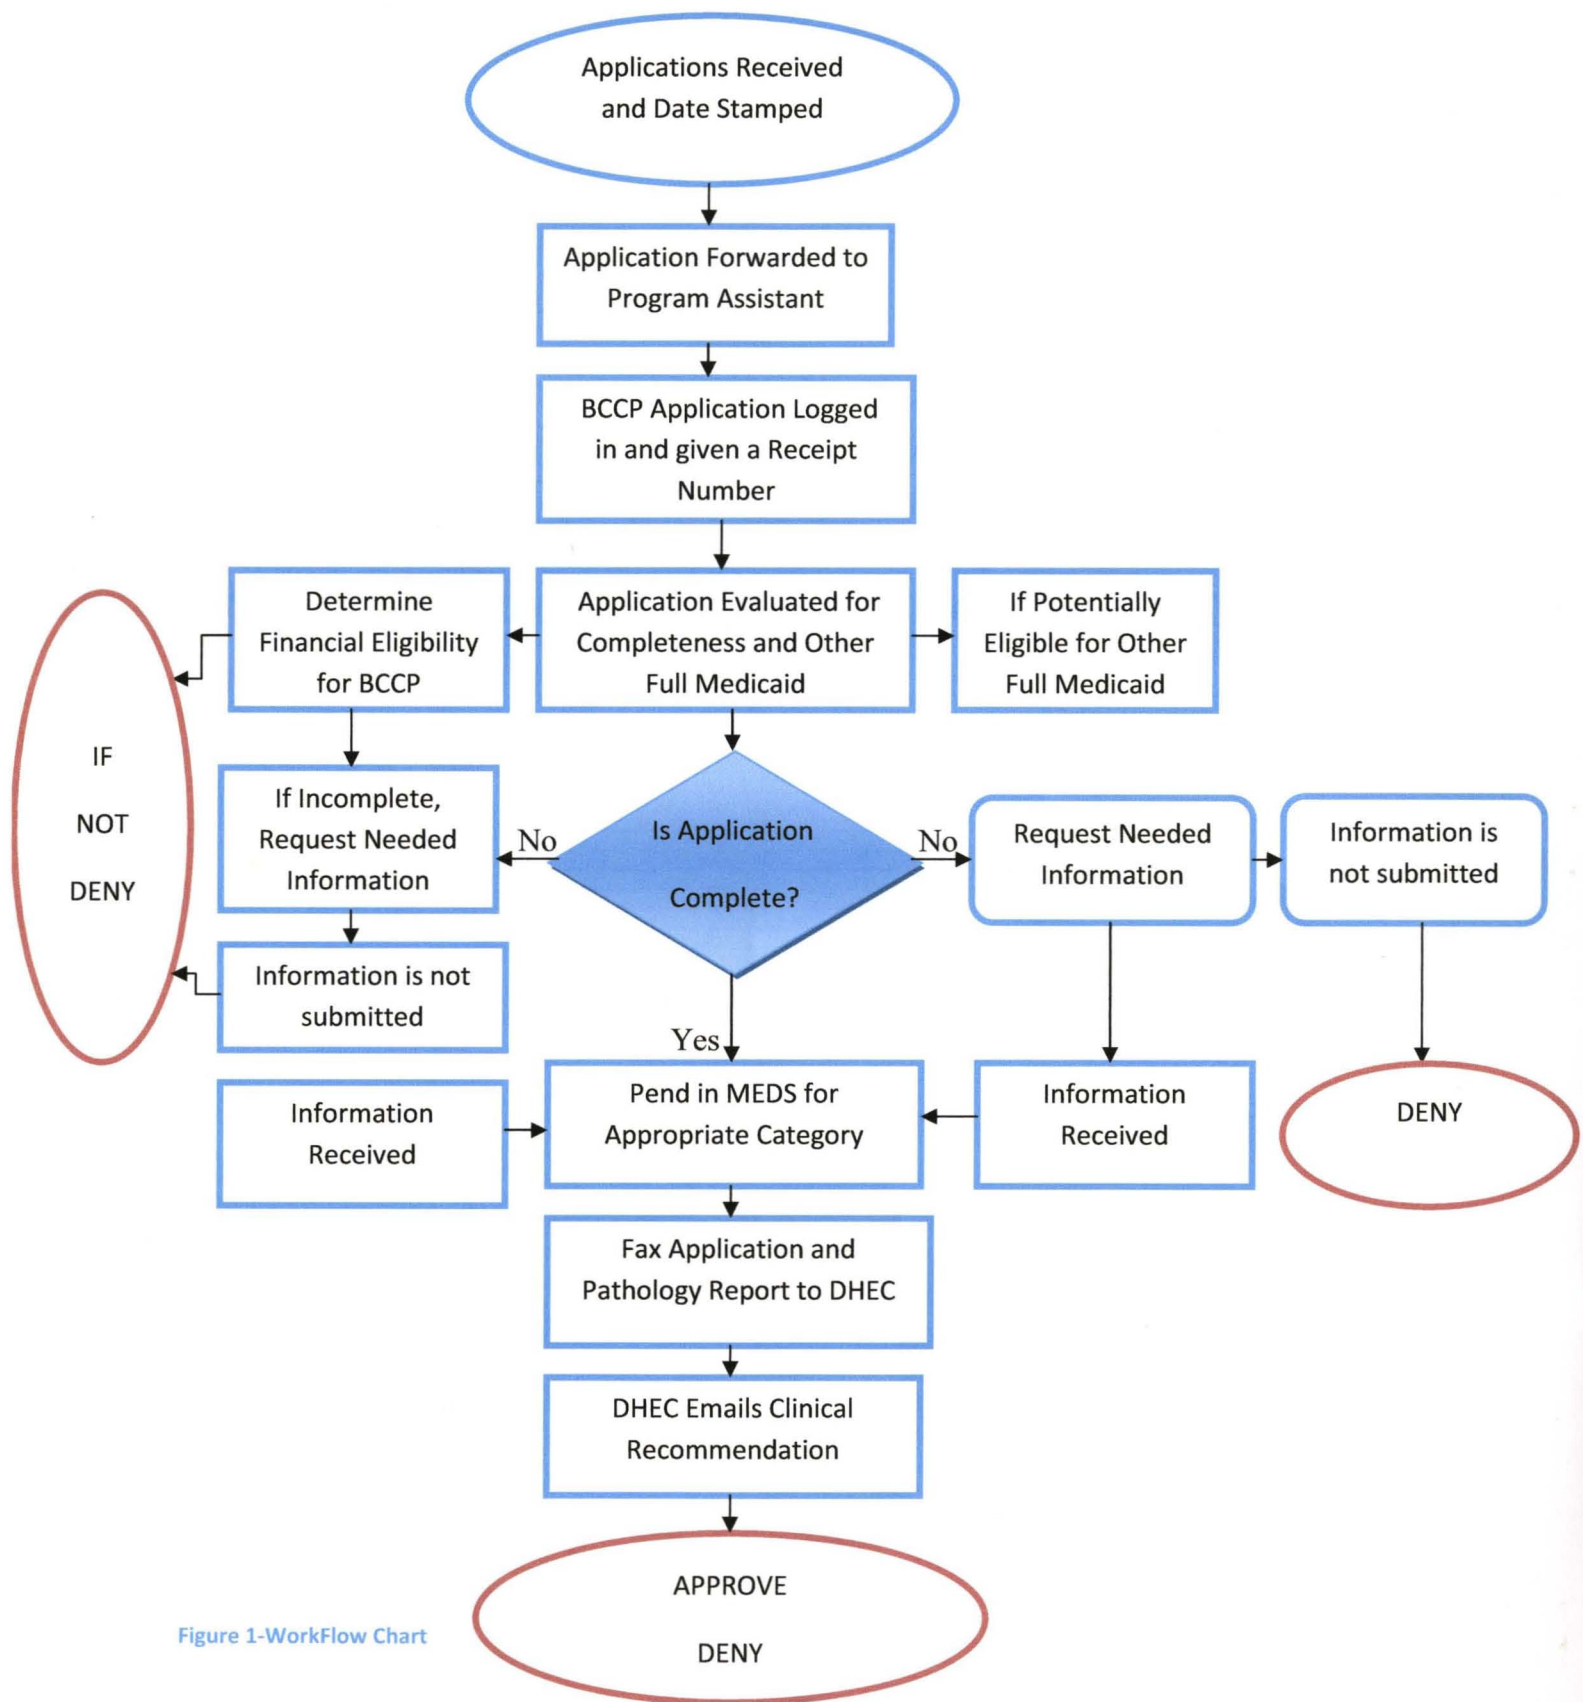 Applications Received
and Date Stamped
Application Forwarded to
Program Assistant
BCCP Application Logged
in and given a Receipt
Number
Determine
Financial Eligibility
for BCCP
Application Evaluated for
Completeness and Other
Full Medicaid
If Potentially
Eligible for Other
Full Medicaid
IF
NOT
DENY
If Incomplete,
Request Needed
Information
No
Is Application
Complete?
No
Request Needed
Information
Information is
not submitted
Information is not
submitted
Yes
Information
Received
Pend in MEDS for
Appropriate Category
Information
Received
DENY
Fax Application and
Pathology Report to DHEC
DHEC Emails Clinical
Recommendation
APPROVE
DENY
Figure 1-WorkFlow Chart